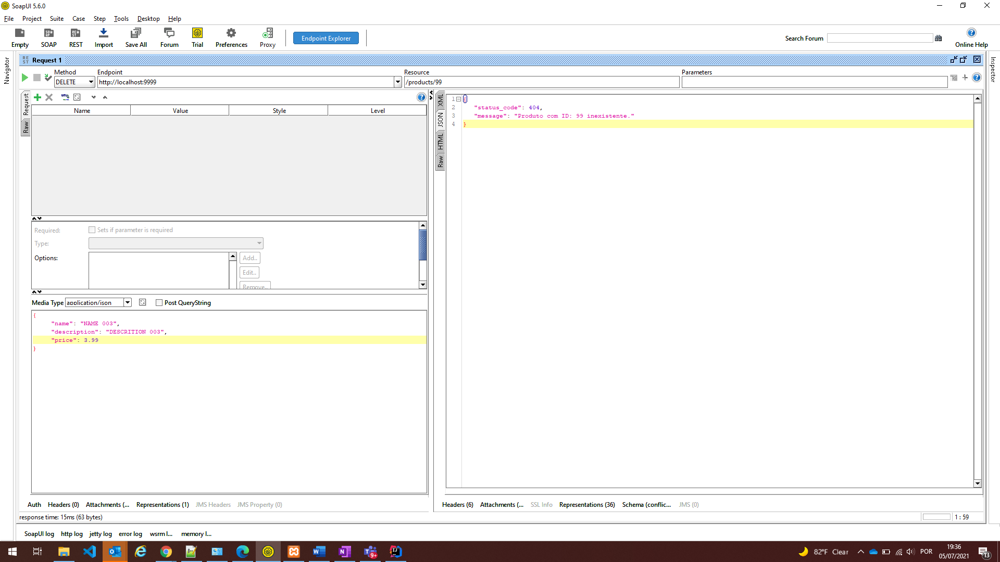 SoapUI 5.6.0
File Project Suite Case Step Tools Desktop Help
Empty SOAP REST Import Save All Forum Trial Preferences Proxy Endpoint Explorer Search Forum Online Help
Navigator
Inspector
Request 1
Method Endpoint Resource Parameters
DELETE http://localhost:9999 /products/99
Request
Raw
Name Value Style Level
Required: Sets if parameter is required
Type:
Options: Add..
Edit..
Remove..
Media Type application/json Post QueryString
{
"name": "NAME 003",
"description": "DESCRITION 003",
"price": 3.99
}
Auth Headers (0) Attachments (... Representations (1) JMS Headers JMS Property (0)
XML
JSON
HTML
Raw
1 {
2 "status_code": 404,
3 "message": "Produto com ID: 99 inexistente."
4 }
Headers (6) Attachments (... SSL Info Representations (36) Schema (conflic... JMS (0)
response time: 15ms (63 bytes) 1 : 59
SoapUI log http log jetty log error log wsrm l... memory l...
82°F Clear POR 19:36
05/07/2021
9+
13